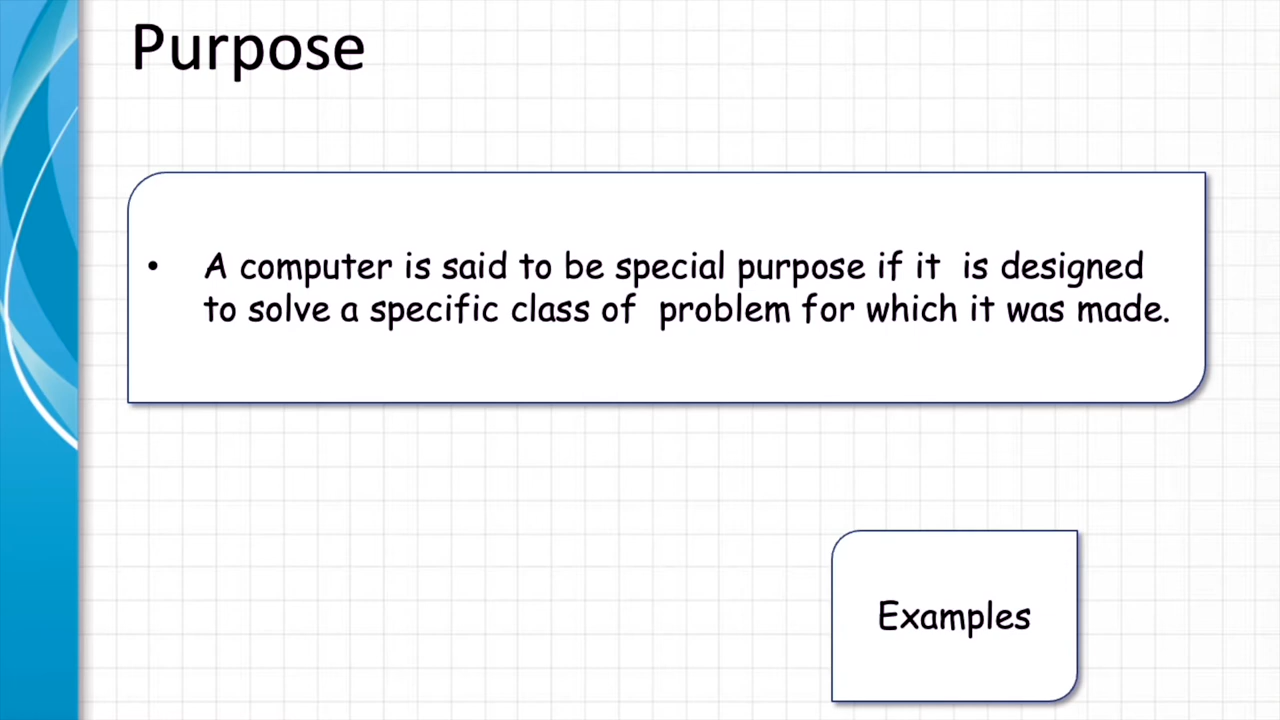 Purpose
• A computer is said to be special purpose if it is designed
to solve a specific class of problem for which it was made.
Examples